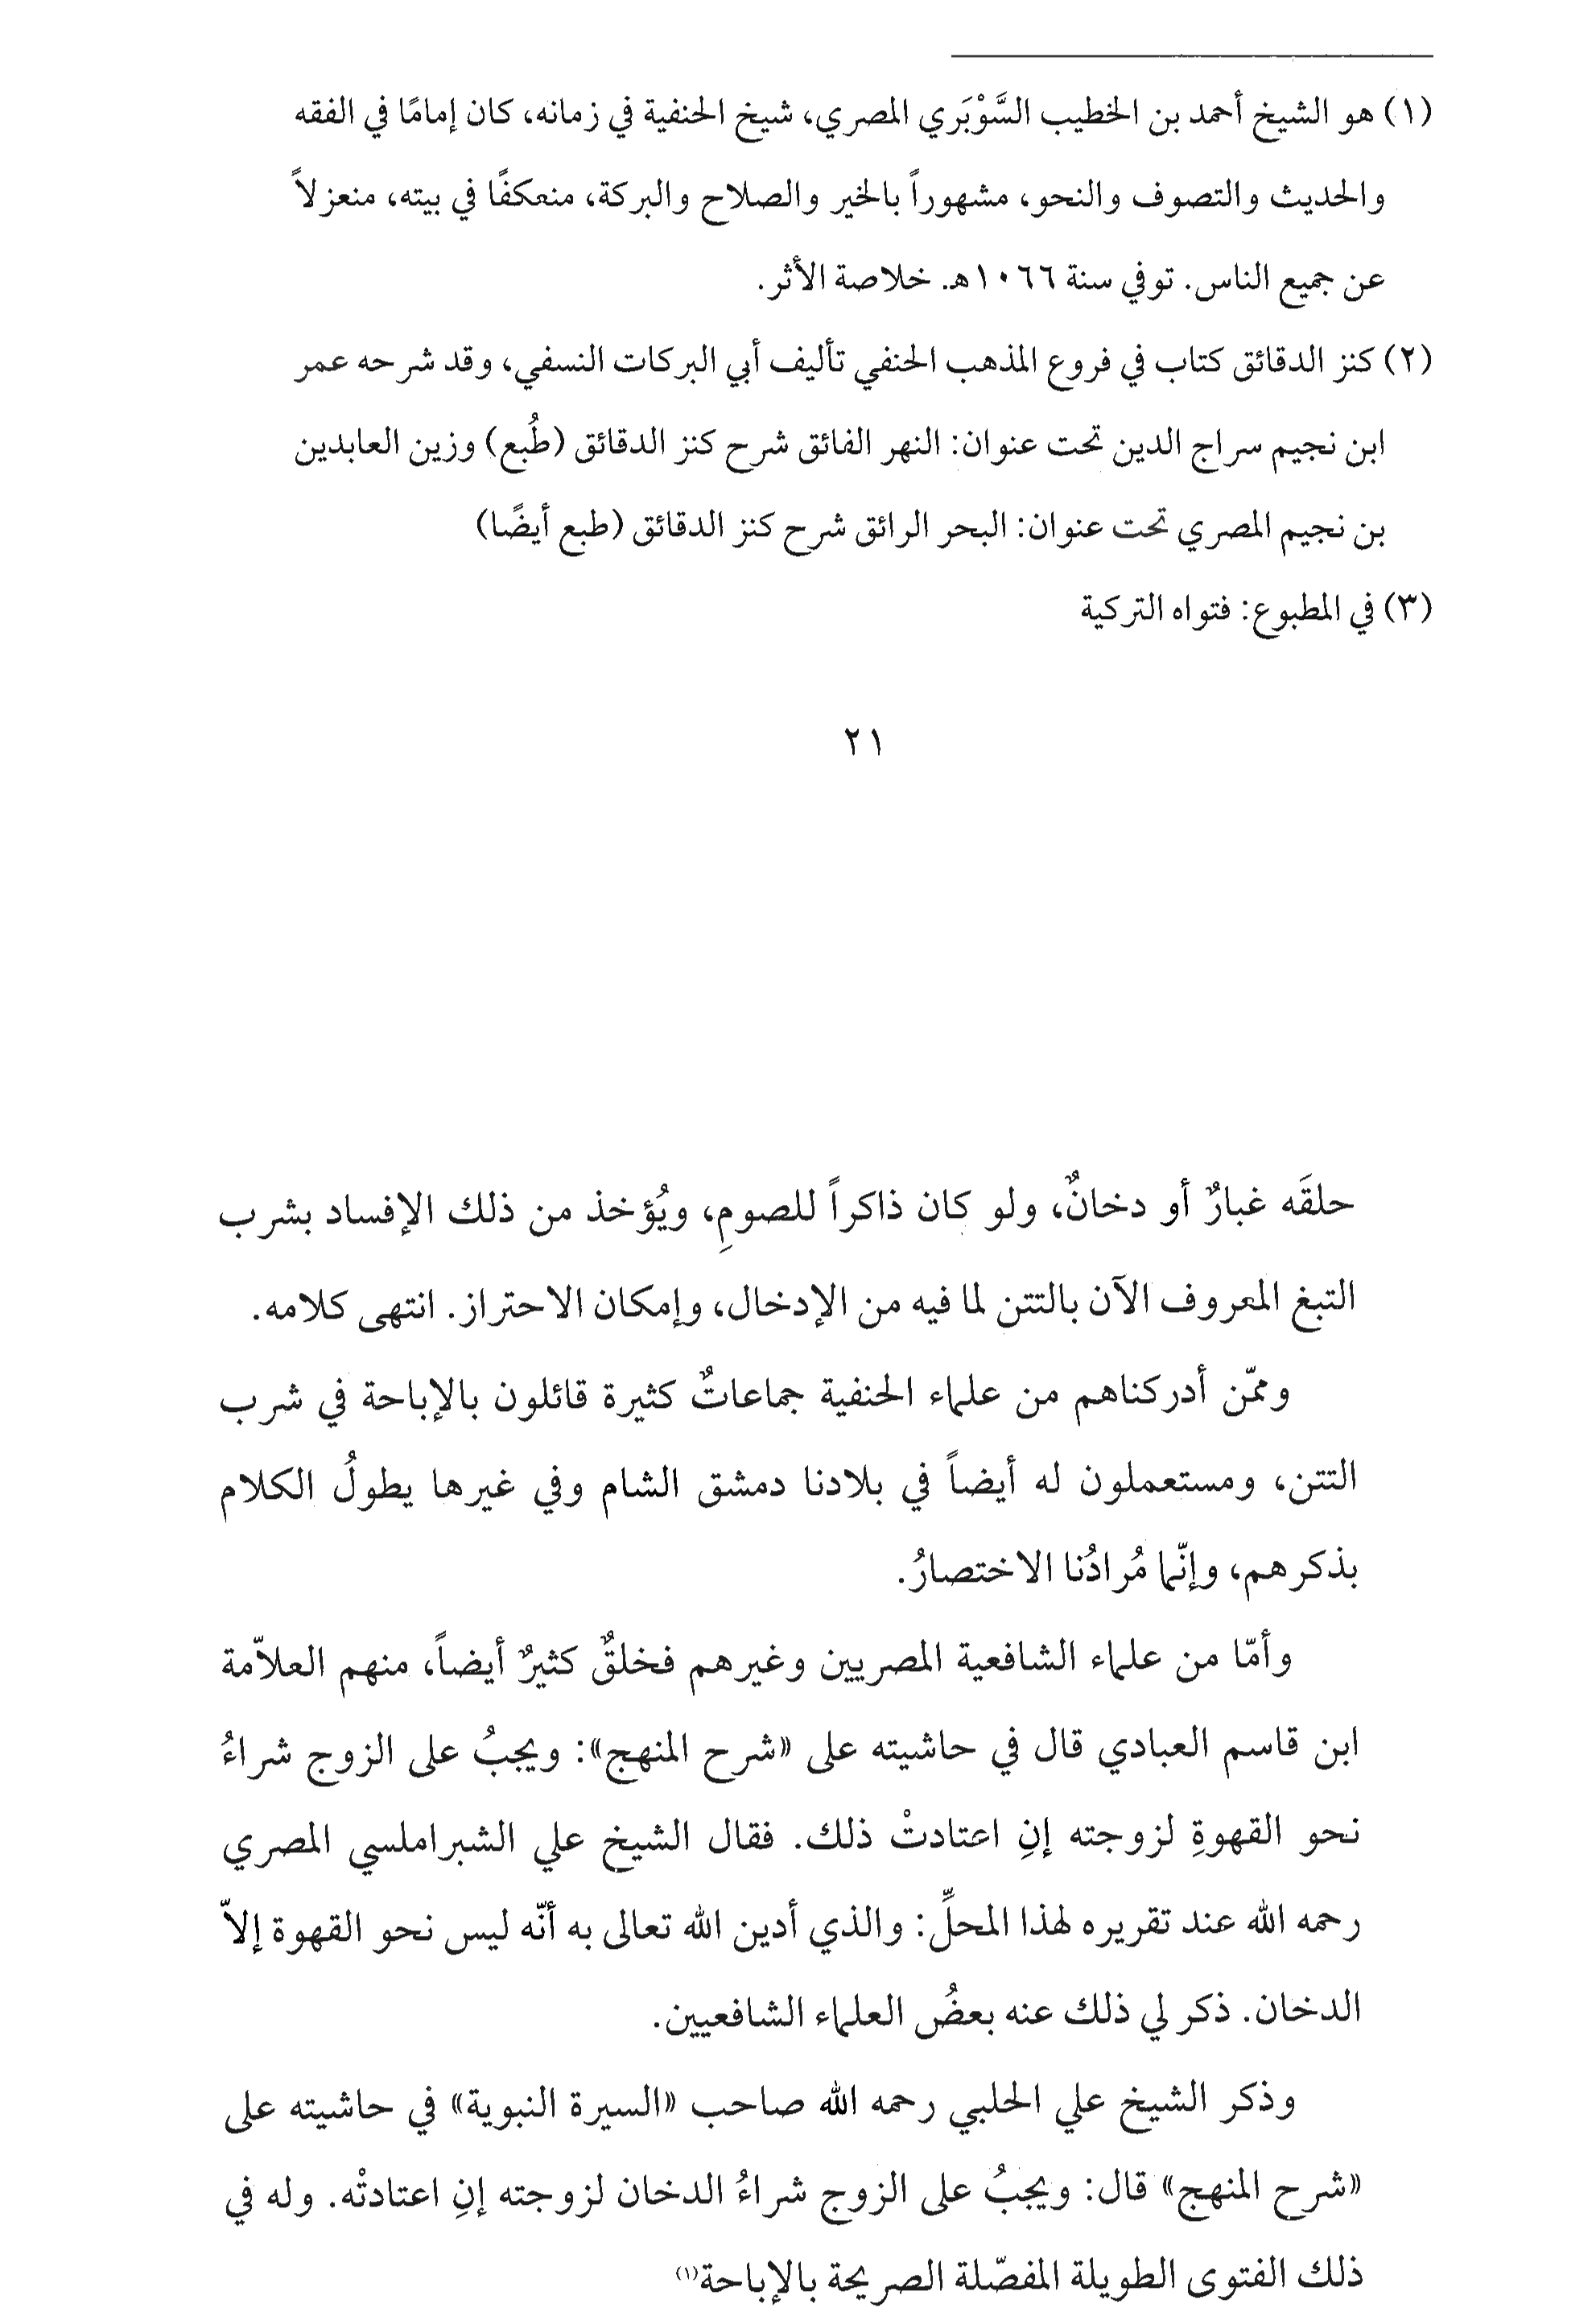 (١) هو الشيخ أحمد بن الخطيب السَّوْبَري المصري، شيخ الحنفية في زمانه، كان إمامًا في الفقه
والحديث والتصوف والنحو، مشهوراً بالخير والصلاح والبركة، منعكفًا في بيته، منعزلاً
عن جميع الناس. توفي سنة ١٠٦٦هـ. خلاصة الأثر.
(٢) كنز الدقائق كتاب في فروع المذهب الحنفي تأليف أبي البركات النسفي، وقد شرحه عمر
ابن نجيم سراج الدين تحت عنوان: النهر الفائق شرح كنز الدقائق (طُبع) وزين العابدين
بن نجيم المصري تحت عنوان: البحر الرائق شرح كنز الدقائق (طبع أيضًا)
(٣) في المطبوع: فتواه التركية
٢١
حلقَه غبارٌ أو دخانٌ، ولو كان ذاكراً للصومِ، ويُؤخذ من ذلك الإفساد بشرب
التبغ المعروف الآن بالتتن لما فيه من الإدخال، وإمكان الاحتراز. انتهى كلامه.
وممّن أدركناهم من علماء الحنفية جماعاتٌ كثيرة قائلون بالإباحة في شرب
التتن، ومستعملون له أيضاً في بلادنا دمشق الشام وفي غيرها يطولُ الكلام
بذكرهم، وإنّما مُرادُنا الاختصارُ.
وأمّا من علماء الشافعية المصريين وغيرهم فخلقٌ كثيرٌ أيضاً، منهم العلاّمة
ابن قاسم العبادي قال في حاشيته على «شرح المنهج»: ويجبُ على الزوج شراءُ
نحو القهوةِ لزوجته إنِ اعتادتْ ذلك. فقال الشيخ علي الشبراملسي المصري
رحمه الله عند تقريره لهذا المحلِّ: والذي أدين الله تعالى به أنّه ليس نحو القهوة إلاّ
الدخان. ذكر لي ذلك عنه بعضُ العلماء الشافعيين.
وذكر الشيخ علي الحلبي رحمه الله صاحب «السيرة النبوية» في حاشيته على
«شرح المنهج» قال: ويجبُ على الزوج شراءُ الدخان لزوجته إنِ اعتادتْه. وله في
ذلك الفتوى الطويلة المفصّلة الصريحة بالإباحة(١)